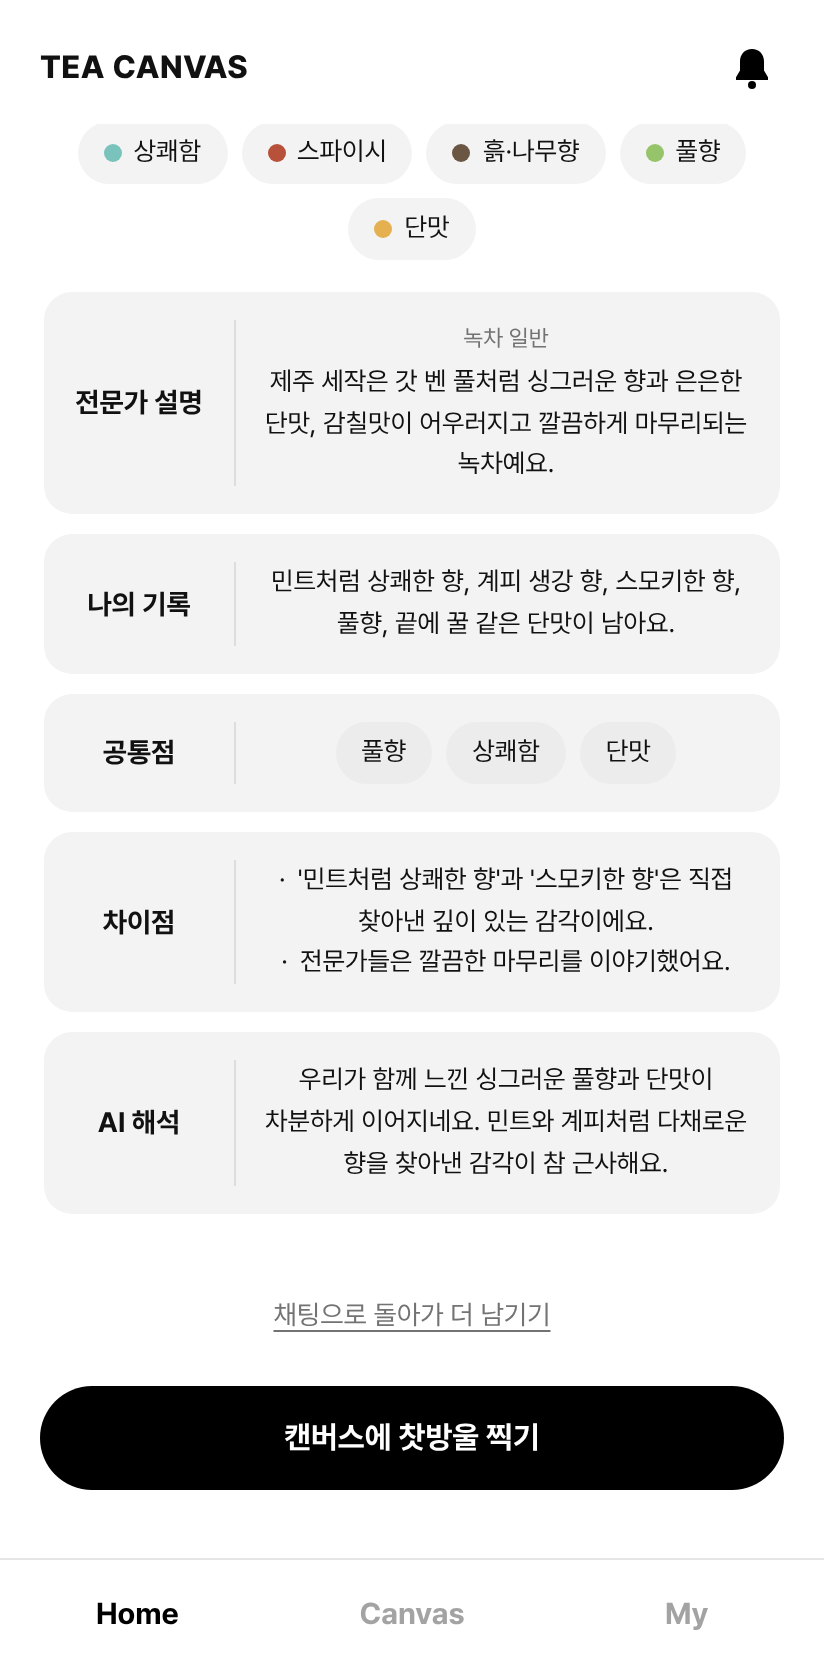 TEA CANVAS
상쾌함
스파이시
흙·나무향
풀향
단맛
전문가 설명
녹차 일반
제주 세작은 갓 벤 풀처럼 싱그러운 향과 은은한
단맛, 감칠맛이 어우러지고 깔끔하게 마무리되는
녹차예요.
나의 기록
민트처럼 상쾌한 향, 계피 생강 향, 스모키한 향,
풀향, 끝에 꿀 같은 단맛이 남아요.
공통점
풀향
상쾌함
단맛
차이점
· '민트처럼 상쾌한 향'과 '스모키한 향'은 직접
찾아낸 깊이 있는 감각이에요.
· 전문가들은 깔끔한 마무리를 이야기했어요.
AI 해석
우리가 함께 느낀 싱그러운 풀향과 단맛이
차분하게 이어지네요. 민트와 계피처럼 다채로운
향을 찾아낸 감각이 참 근사해요.
채팅으로 돌아가 더 남기기
캔버스에 찻방울 찍기
Home
Canvas
My